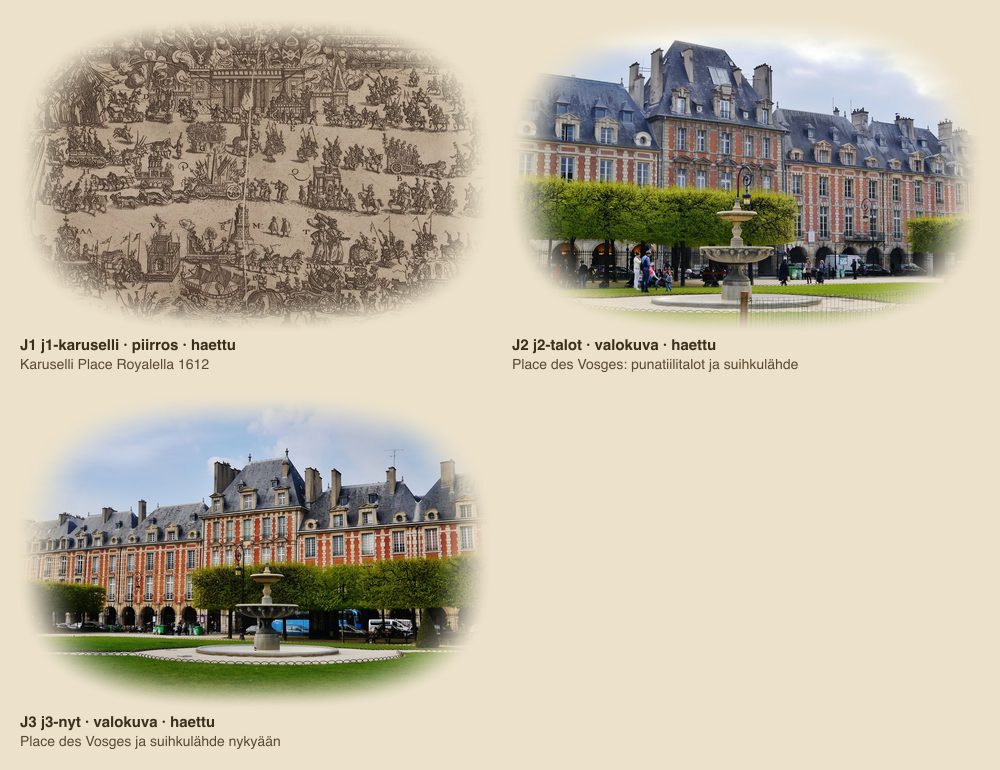 J1 j1-karuselli · piirros · haettu
Karuselli Place Royalella 1612
J2 j2-talot · valokuva · haettu
Place des Vosges: punatiilitalot ja suihkulähde
J3 j3-nyt · valokuva · haettu
Place des Vosges ja suihkulähde nykyään